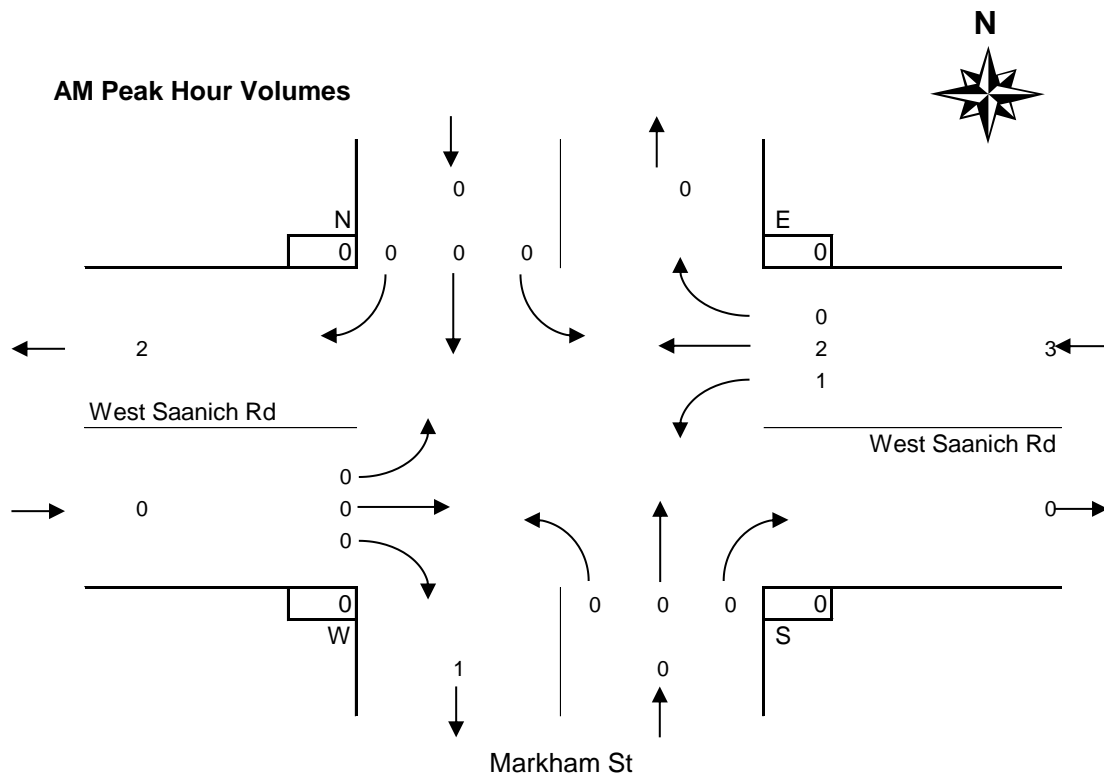 N
AM Peak Hour Volumes
0 0
N E
0 0 0 0 0
0
2 2 3
1
West Saanich Rd
West Saanich Rd
0
0 0 0
0
0 0 0 0 0
W S
1 0
Markham St